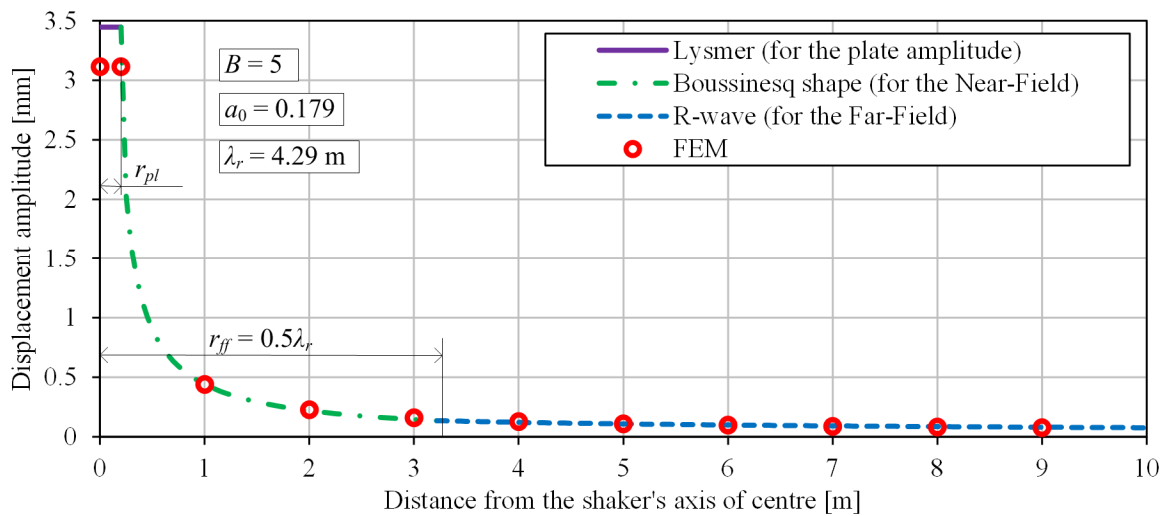 Displacement amplitude [mm]
3.5
3
2.5
2
1.5
1
0.5
0
B = 5
a₀ = 0.179
λᵣ = 4.29 m
r_pl
r_ff = 0.5λᵣ
Lysmer (for the plate amplitude)
Boussinesq shape (for the Near-Field)
R-wave (for the Far-Field)
FEM
0 1 2 3 4 5 6 7 8 9 10
Distance from the shaker's axis of centre [m]